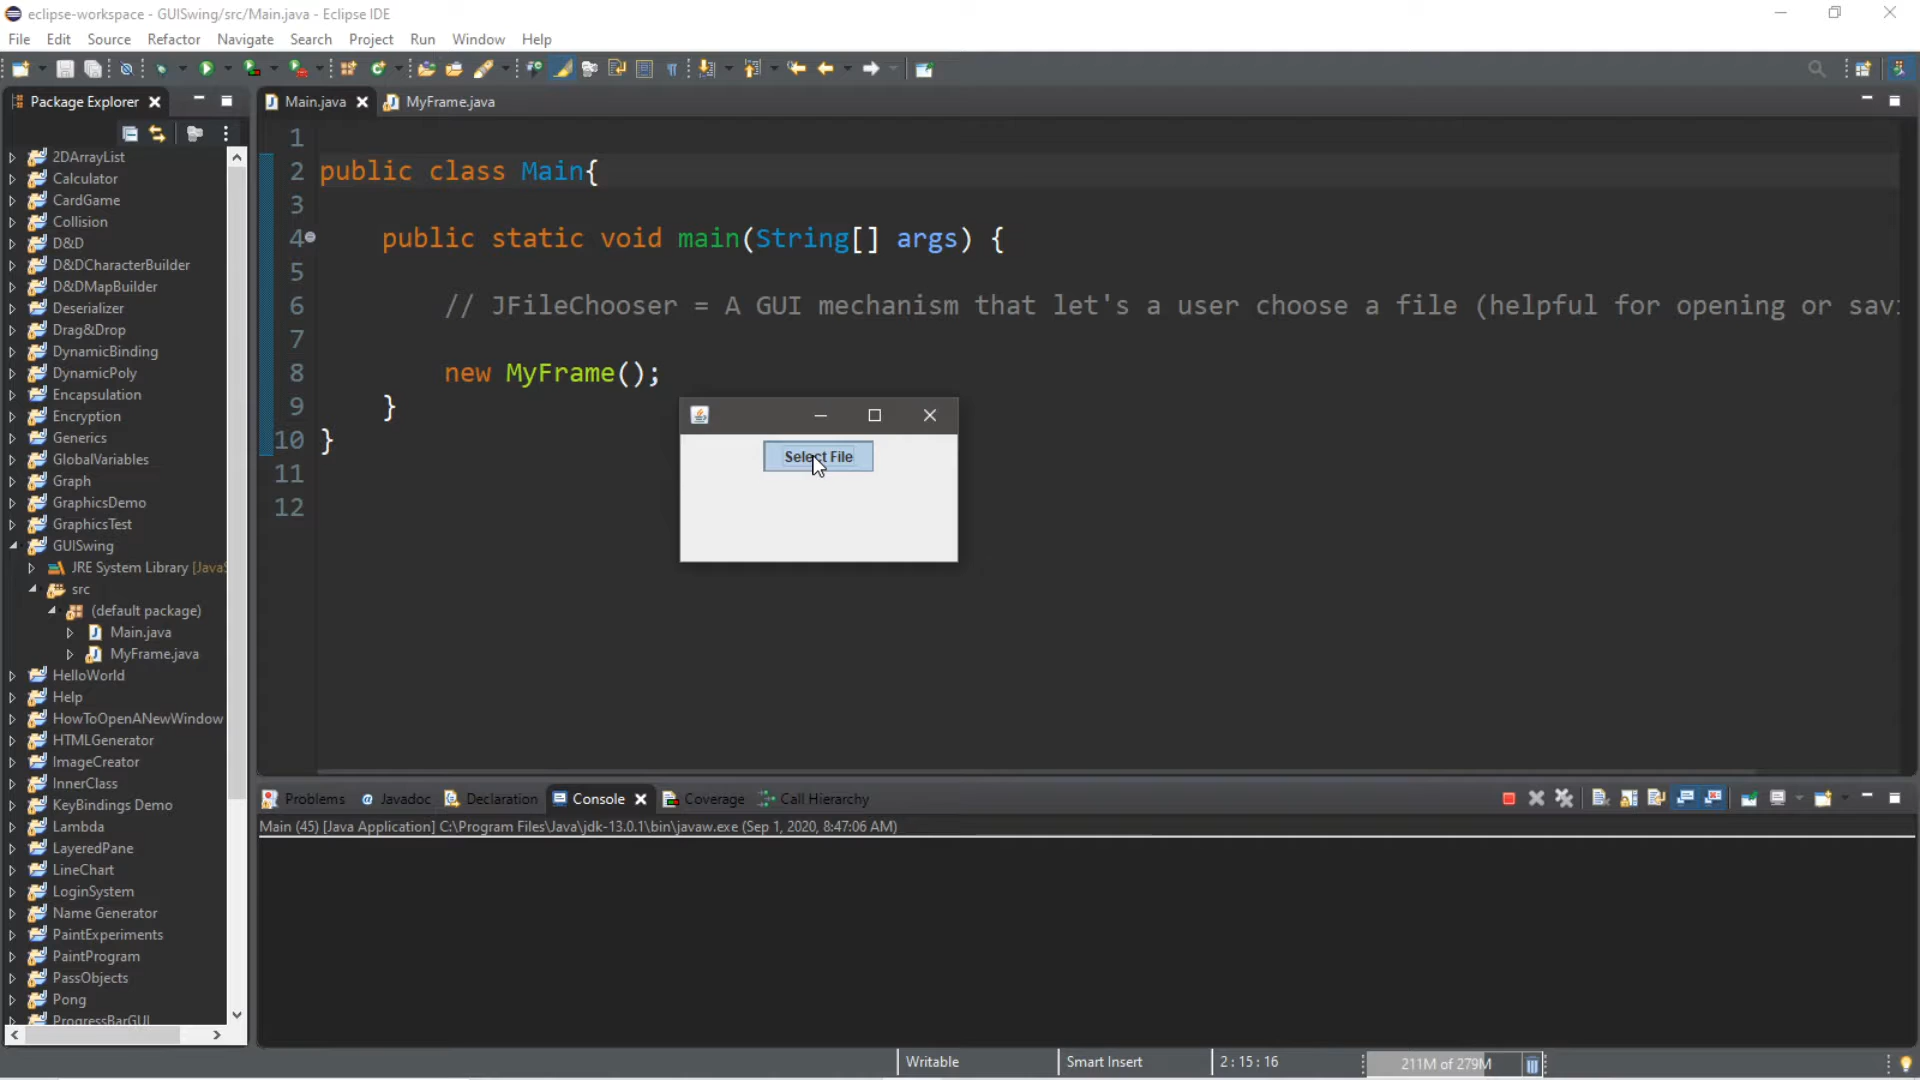 eclipse-workspace - GUISwing/src/Main.java - Eclipse IDE
File Edit Source Refactor Navigate Search Project Run Window Help
Package Explorer
Main.java
MyFrame.java
2DArrayList
Calculator
CardGame
Collision
D&D
D&DCharacterBuilder
D&DMapBuilder
Deserializer
Drag&Drop
DynamicBinding
DynamicPoly
Encapsulation
Encryption
Generics
GlobalVariables
Graph
GraphicsDemo
GraphicsTest
GUISwing
JRE System Library [Java
src
(default package)
Main.java
MyFrame.java
HelloWorld
Help
HowToOpenANewWindow
HTMLGenerator
ImageCreator
InnerClass
KeyBindings Demo
Lambda
LayeredPane
LineChart
LoginSystem
Name Generator
PaintExperiments
PaintProgram
PassObjects
Pong
ProgressBarGUI
1
2 public class Main{
3
4 public static void main(String[] args) {
5
6 // JFileChooser = A GUI mechanism that let's a user choose a file (helpful for opening or savi
7
8 new MyFrame();
9 }
10 }
11
12
Select File
Problems Javadoc Declaration Console Coverage Call Hierarchy
Main (45) [Java Application] C:\Program Files\Java\jdk-13.0.1\bin\javaw.exe (Sep 1, 2020, 8:47:06 AM)
Writable Smart Insert 2 : 15 : 16 211M of 279M